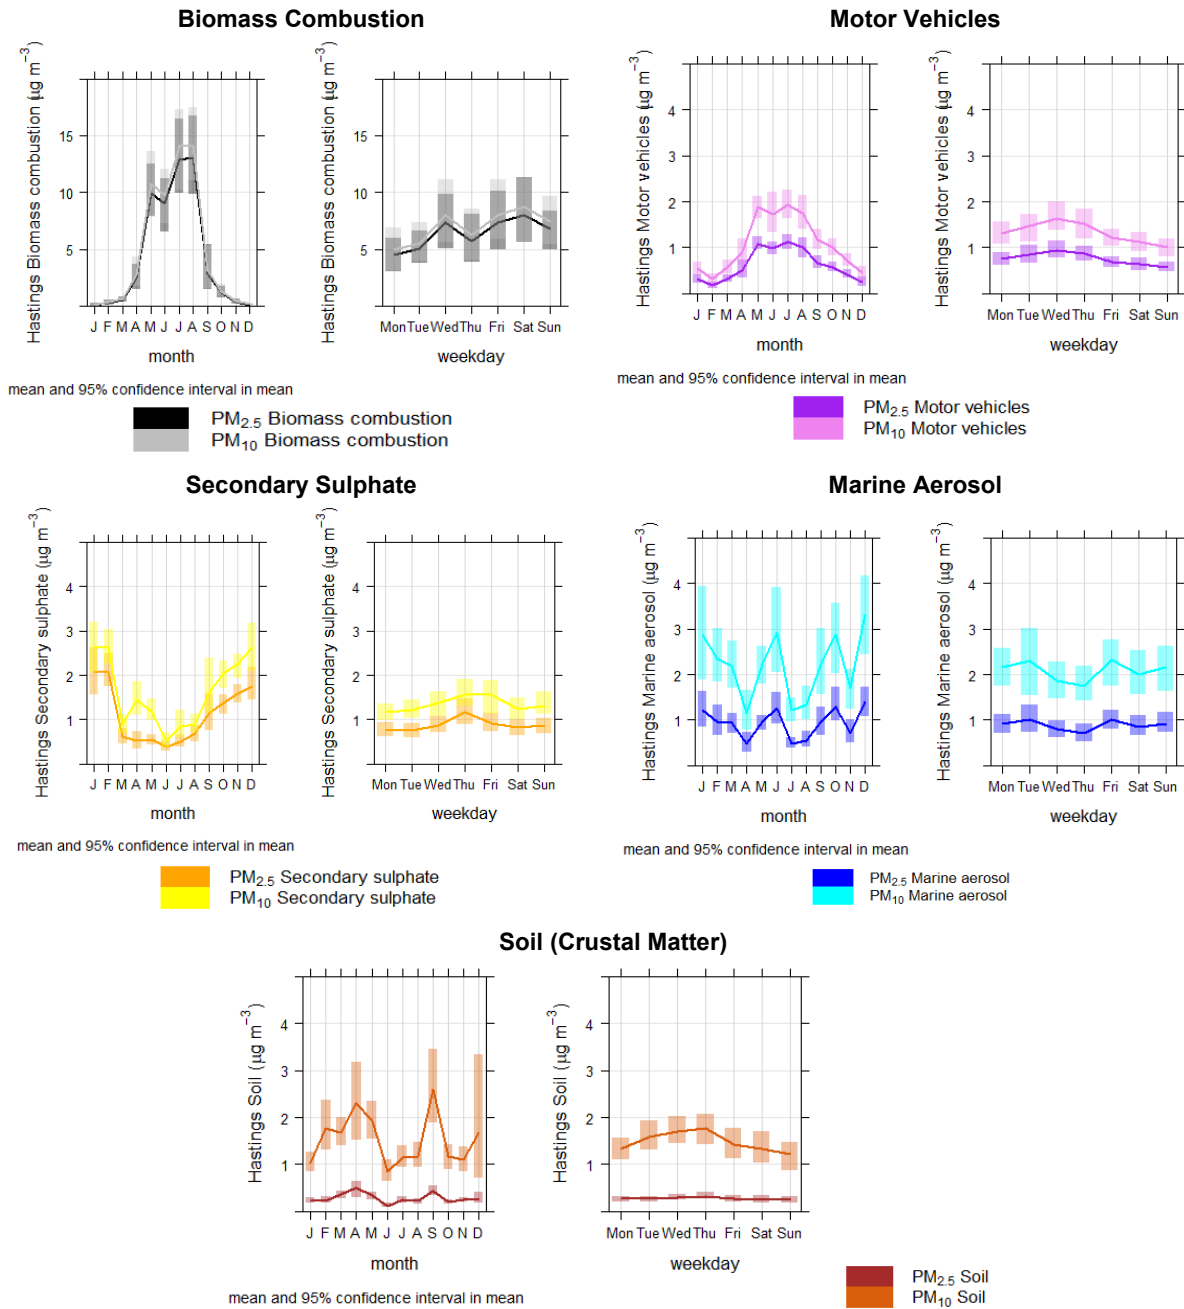 Biomass Combustion
Hastings Biomass combustion (µg m⁻³)
15
10
5
J F M A M J J A S O N D
month
Hastings Biomass combustion (µg m⁻³)
15
10
5
Mon Tue Wed Thu Fri Sat Sun
weekday
mean and 95% confidence interval in mean
PM₂.₅ Biomass combustion
PM₁₀ Biomass combustion
Motor Vehicles
Hastings Motor vehicles (µg m⁻³)
4
3
2
1
J F M A M J J A S O N D
month
Hastings Motor vehicles (µg m⁻³)
4
3
2
1
Mon Tue Wed Thu Fri Sat Sun
weekday
mean and 95% confidence interval in mean
PM₂.₅ Motor vehicles
PM₁₀ Motor vehicles
Secondary Sulphate
Hastings Secondary sulphate (µg m⁻³)
4
3
2
1
J F M A M J J A S O N D
month
Hastings Secondary sulphate (µg m⁻³)
4
3
2
1
Mon Tue Wed Thu Fri Sat Sun
weekday
mean and 95% confidence interval in mean
PM₂.₅ Secondary sulphate
PM₁₀ Secondary sulphate
Marine Aerosol
Hastings Marine aerosol (µg m⁻³)
4
3
2
1
J F M A M J J A S O N D
month
Hastings Marine aerosol (µg m⁻³)
4
3
2
1
Mon Tue Wed Thu Fri Sat Sun
weekday
mean and 95% confidence interval in mean
PM₂.₅ Marine aerosol
PM₁₀ Marine aerosol
Soil (Crustal Matter)
Hastings Soil (µg m⁻³)
4
3
2
1
J F M A M J J A S O N D
month
Hastings Soil (µg m⁻³)
4
3
2
1
Mon Tue Wed Thu Fri Sat Sun
weekday
mean and 95% confidence interval in mean
PM₂.₅ Soil
PM₁₀ Soil